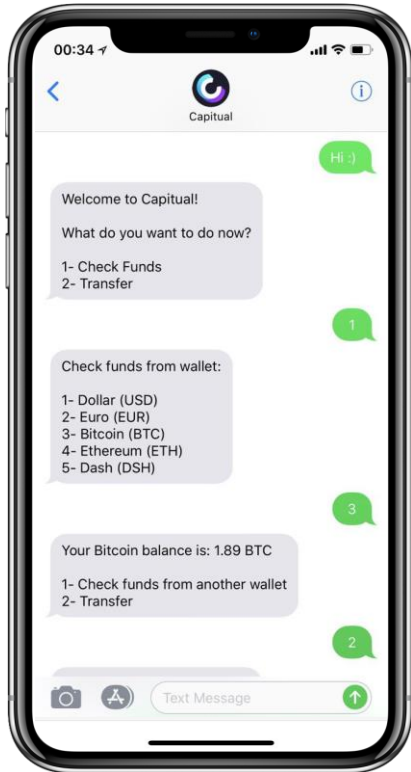 00:34
Capitual
Hi :)
Welcome to Capitual!
What do you want to do now?
1- Check Funds
2- Transfer
1
Check funds from wallet:
1- Dollar (USD)
2- Euro (EUR)
3- Bitcoin (BTC)
4- Ethereum (ETH)
5- Dash (DSH)
3
Your Bitcoin balance is: 1.89 BTC
1- Check funds from another wallet
2- Transfer
2
Text Message